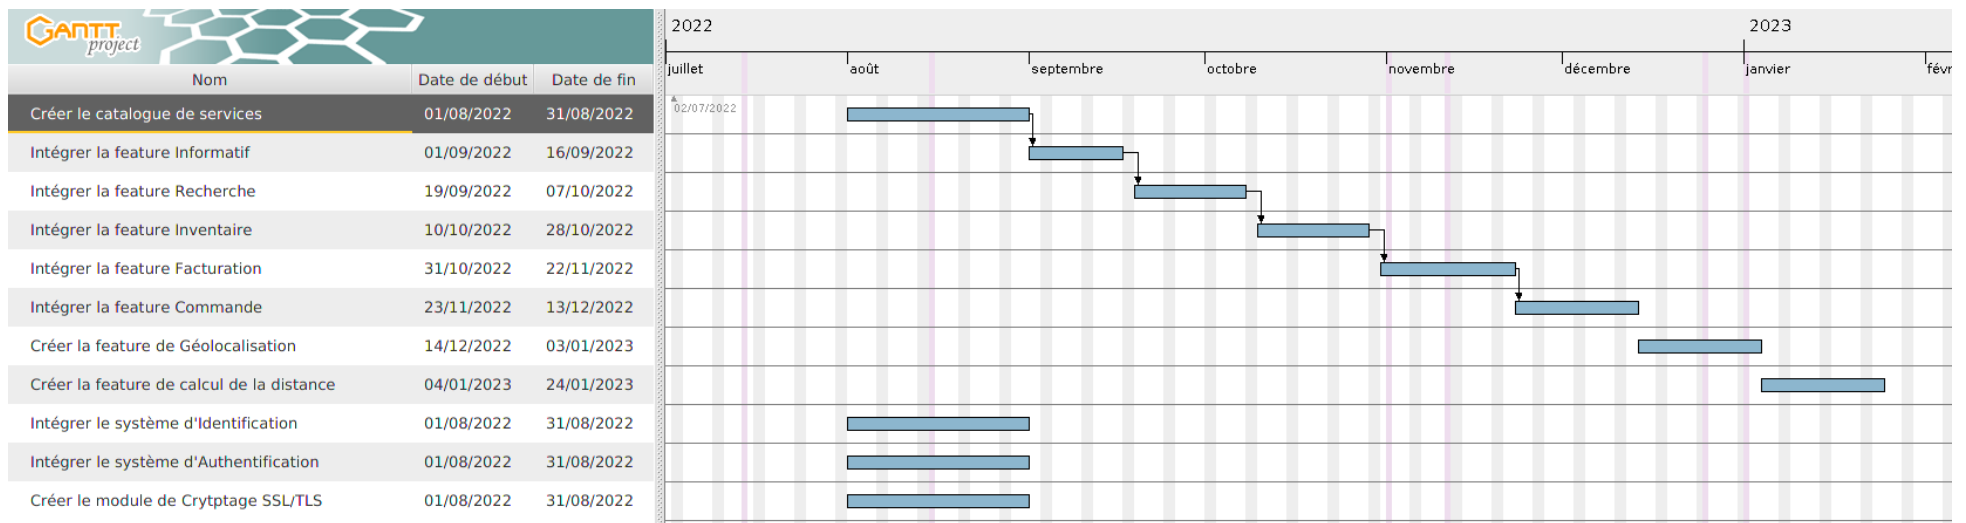 GANTT
project
2022
2023
juillet
août
septembre
octobre
novembre
décembre
janvier
févr
Nom Date de début Date de fin
02/07/2022
Créer le catalogue de services 01/08/2022 31/08/2022
Intégrer la feature Informatif 01/09/2022 16/09/2022
Intégrer la feature Recherche 19/09/2022 07/10/2022
Intégrer la feature Inventaire 10/10/2022 28/10/2022
Intégrer la feature Facturation 31/10/2022 22/11/2022
Intégrer la feature Commande 23/11/2022 13/12/2022
Créer la feature de Géolocalisation 14/12/2022 03/01/2023
Créer la feature de calcul de la distance 04/01/2023 24/01/2023
Intégrer le système d'Identification 01/08/2022 31/08/2022
Intégrer le système d'Authentification 01/08/2022 31/08/2022
Créer le module de Crytptage SSL/TLS 01/08/2022 31/08/2022